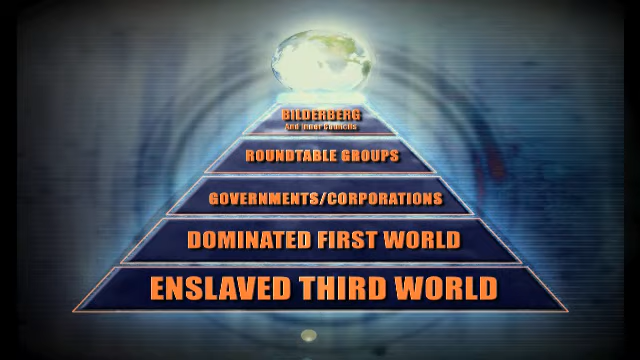 BILDERBERG
And Inner Councils
ROUNDTABLE GROUPS
GOVERNMENTS/CORPORATIONS
DOMINATED FIRST WORLD
ENSLAVED THIRD WORLD